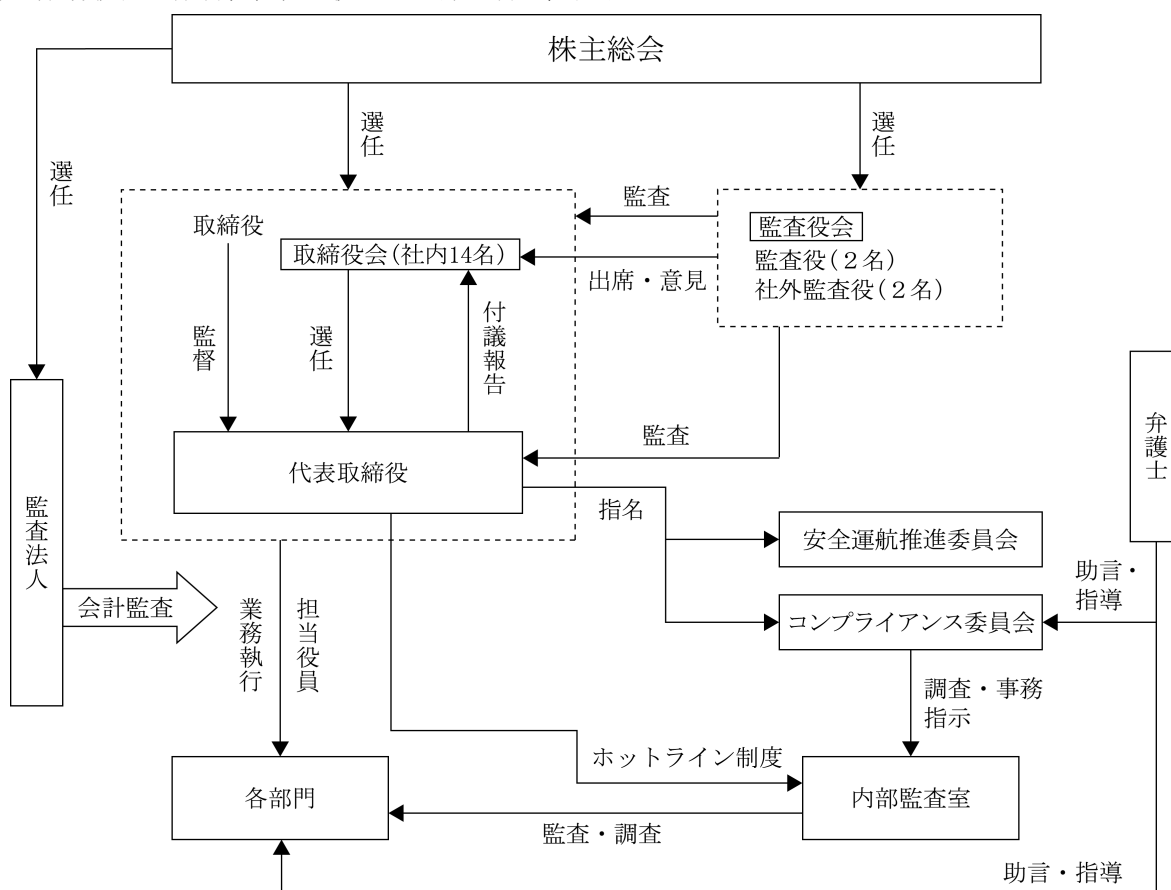 株主総会
選任
選任
選任
監査
取締役
取締役会(社内14名)
監査役会
監査役(2名)
社外監査役(2名)
出席・意見
監督
選任
付議報告
監査
代表取締役
弁護士
指名
監査法人
安全運航推進委員会
助言・
指導
会計監査
コンプライアンス委員会
業務執行
担当役員
調査・事務
指示
ホットライン制度
各部門
内部監査室
監査・調査
助言・指導